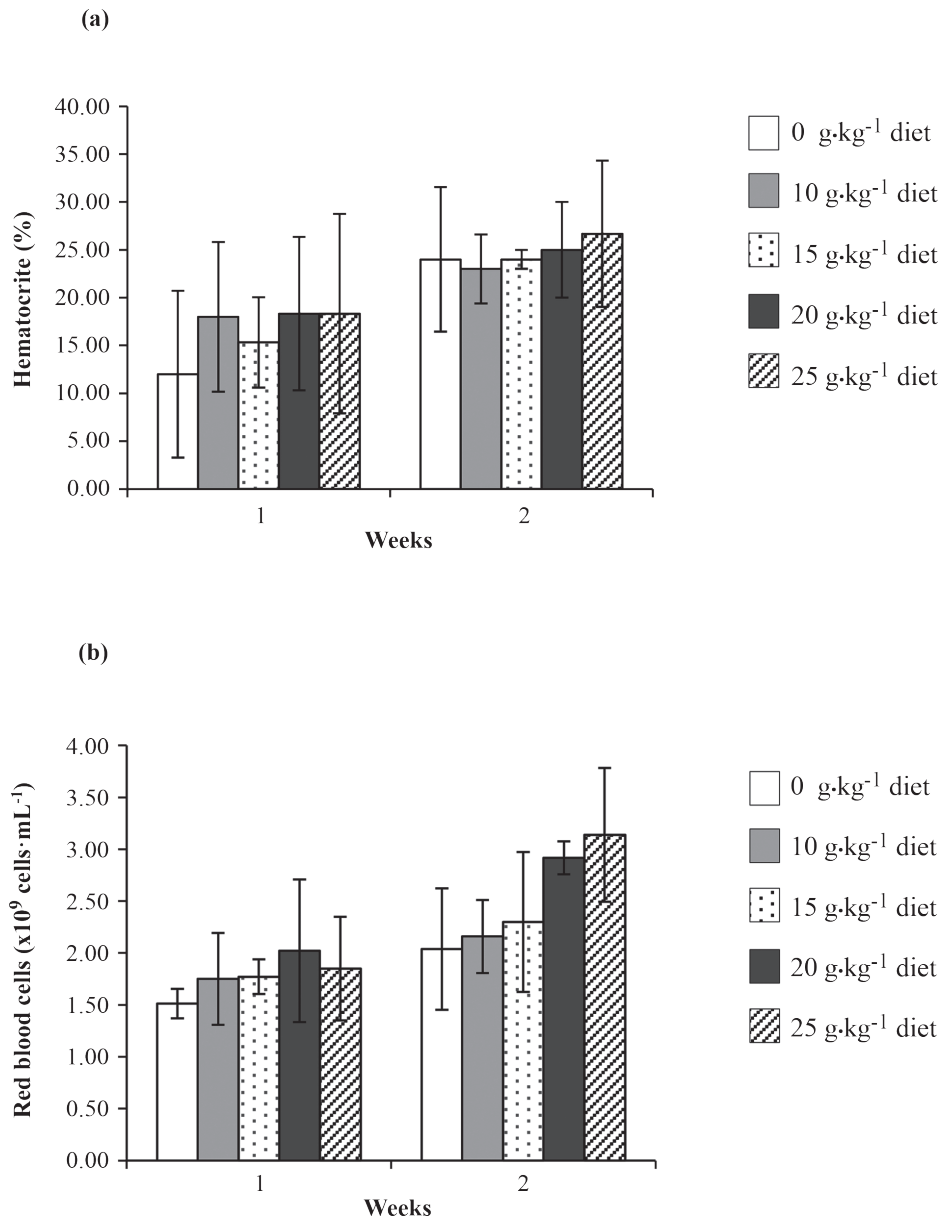 (a)
40.00
35.00
30.00
25.00
20.00
15.00
10.00
5.00
0.00
Hematocrite (%)
1
2
Weeks
0 g·kg⁻¹ diet
10 g·kg⁻¹ diet
15 g·kg⁻¹ diet
20 g·kg⁻¹ diet
25 g·kg⁻¹ diet
(b)
4.00
3.50
3.00
2.50
2.00
1.50
1.00
0.50
0.00
Red blood cells (x10⁹ cells·mL⁻¹)
1
2
Weeks
0 g·kg⁻¹ diet
10 g·kg⁻¹ diet
15 g·kg⁻¹ diet
20 g·kg⁻¹ diet
25 g·kg⁻¹ diet